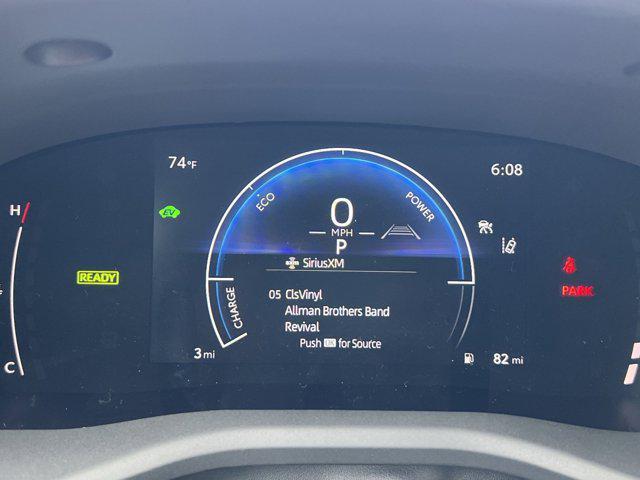 74°F
6:08
H
EV
ECO
POWER
0
MPH
P
READY
SiriusXM
PARK
CHARGE
05 ClsVinyl
Allman Brothers Band
Revival
Push OK for Source
C
3 mi
82 mi